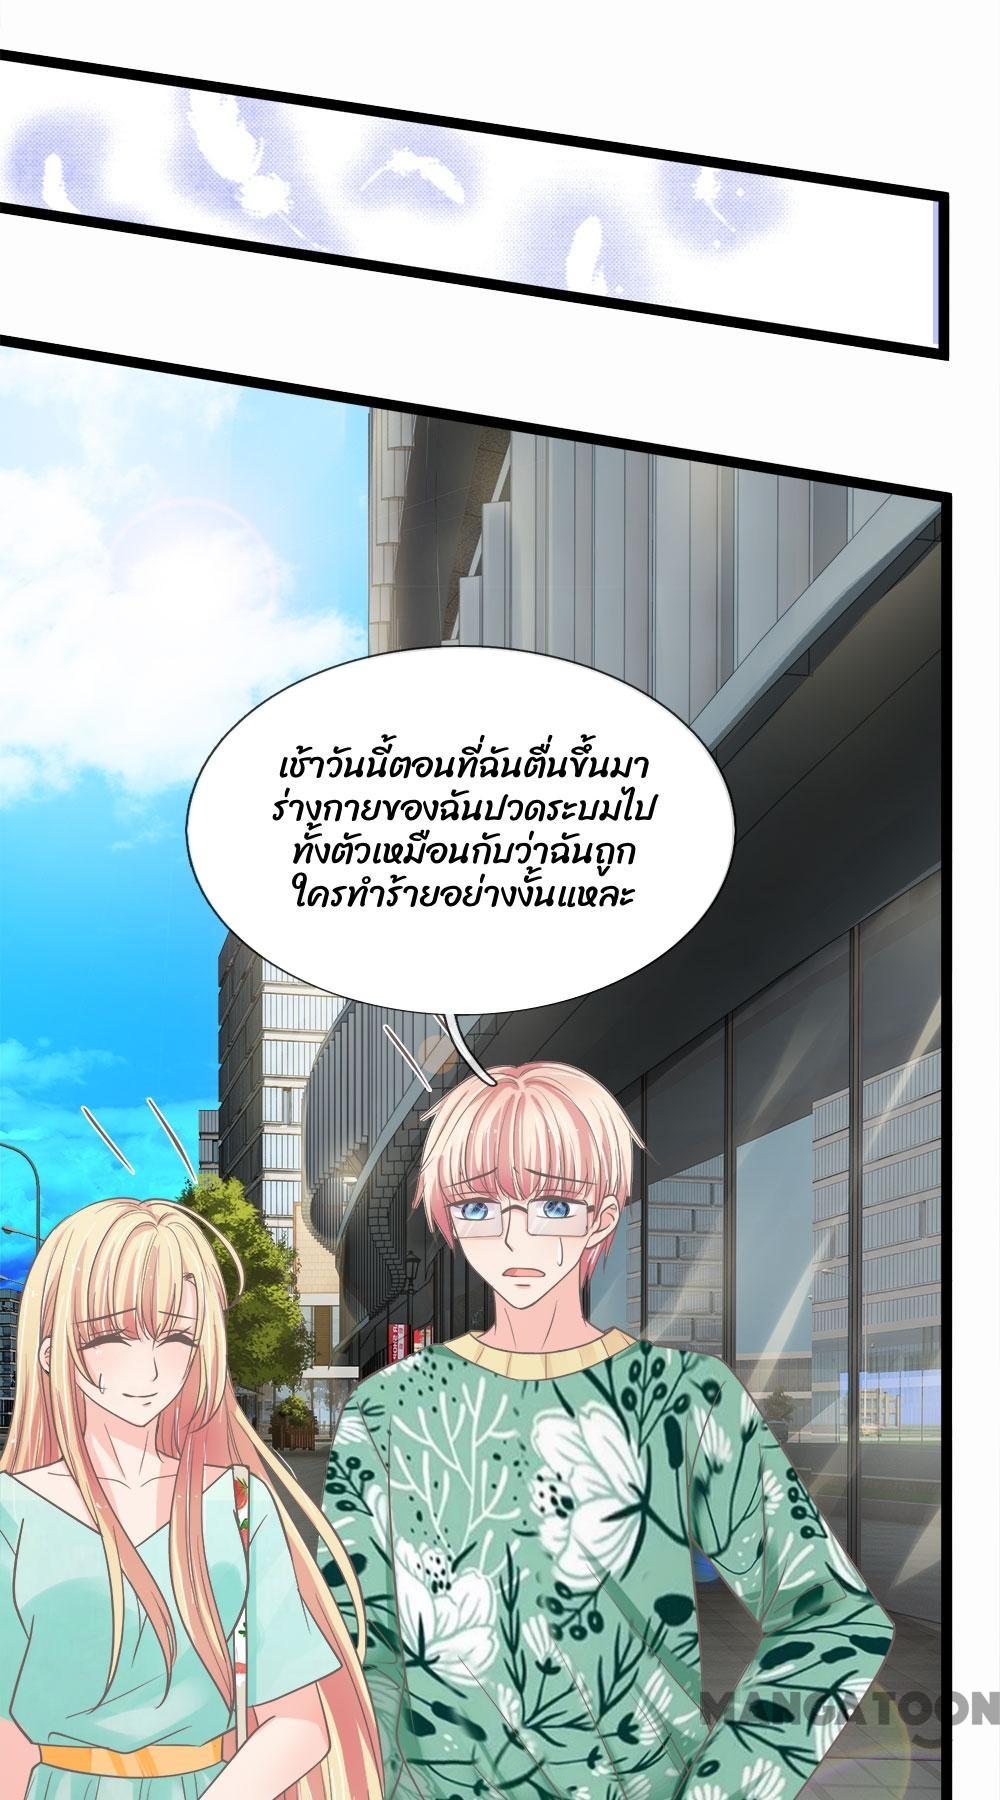 เช้าวันนี้ตอนที่ฉันตื่นขึ้นมา
ร่างกายของฉันปวดระบมไป
ทั้งตัวเหมือนกับว่าฉันถูก
ใครทำร้ายอย่างงั้นแหละ
MANGATOON